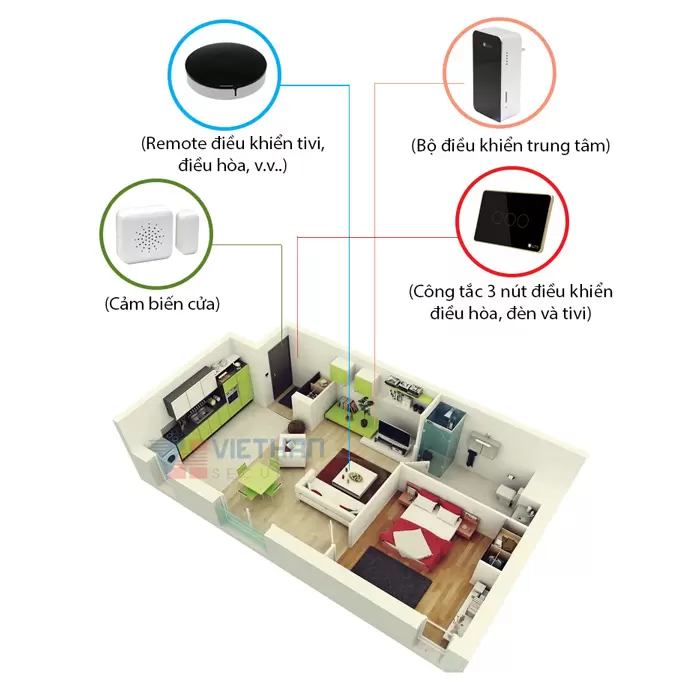 (Remote điều khiển tivi,
điều hòa, v.v..)
(Bộ điều khiển trung tâm)
(Cảm biến cửa)
(Công tắc 3 nút điều khiển
điều hòa, đèn và tivi)
VIETHAN
SECU